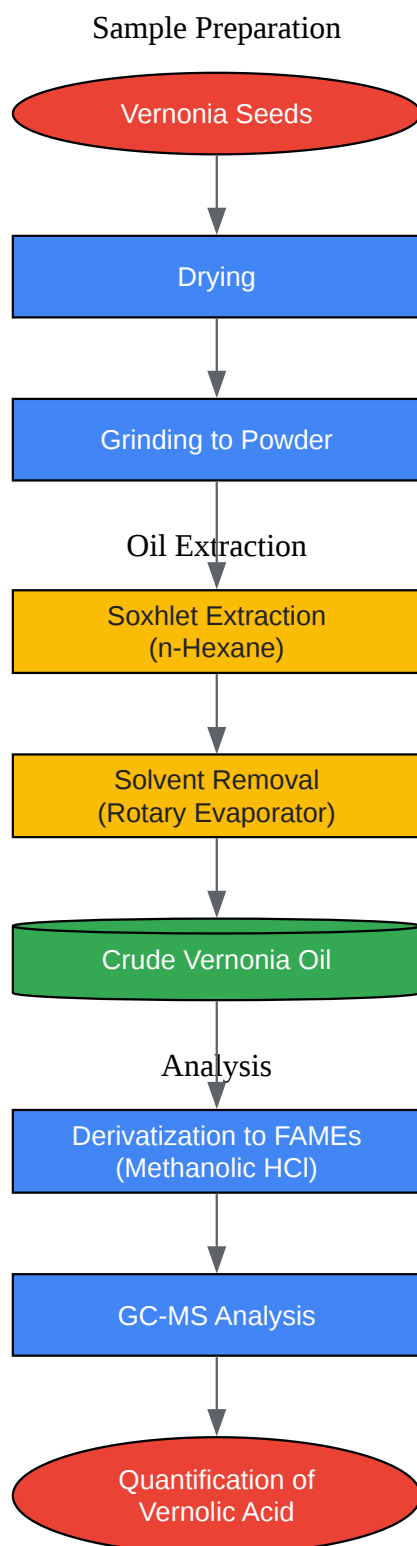 Sample Preparation
Vernonia Seeds
Drying
Grinding to Powder
Oil Extraction
Soxhlet Extraction
(n-Hexane)
Solvent Removal
(Rotary Evaporator)
Crude Vernonia Oil
Analysis
Derivatization to FAMEs
(Methanolic HCl)
GC-MS Analysis
Quantification of
Vernolic Acid